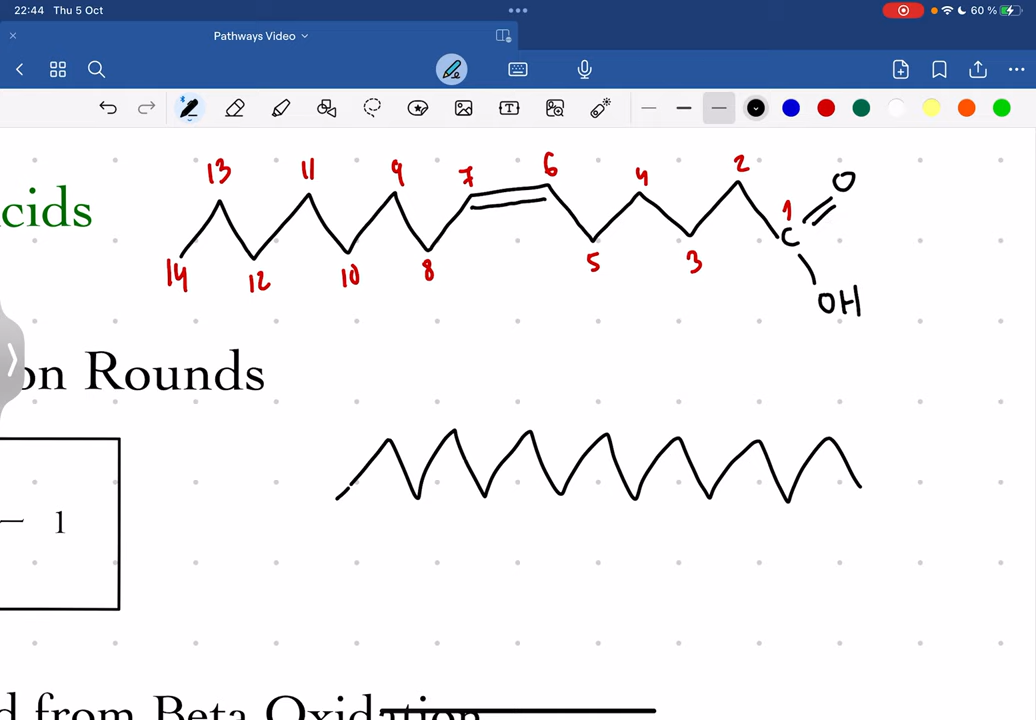 22:44 Thu 5 Oct
60 %
Pathways Video
13 11 9 7 6 4 2 O
cids
1
C
14 12 10 8 5 3
OH
on Rounds
− 1
d from Beta Oxidation